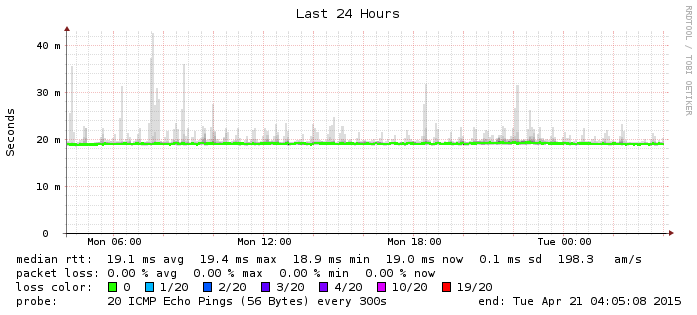 Last 24 Hours
RRDTOOL / TOBI OETIKER
Seconds
40 m
30 m
20 m
10 m
0
Mon 06:00 Mon 12:00 Mon 18:00 Tue 00:00
median rtt: 19.1 ms avg 19.4 ms max 18.9 ms min 19.0 ms now 0.1 ms sd 198.3 am/s
packet loss: 0.00 % avg 0.00 % max 0.00 % min 0.00 % now
loss color: 0 1/20 2/20 3/20 4/20 10/20 19/20
probe: 20 ICMP Echo Pings (56 Bytes) every 300s end: Tue Apr 21 04:05:08 2015